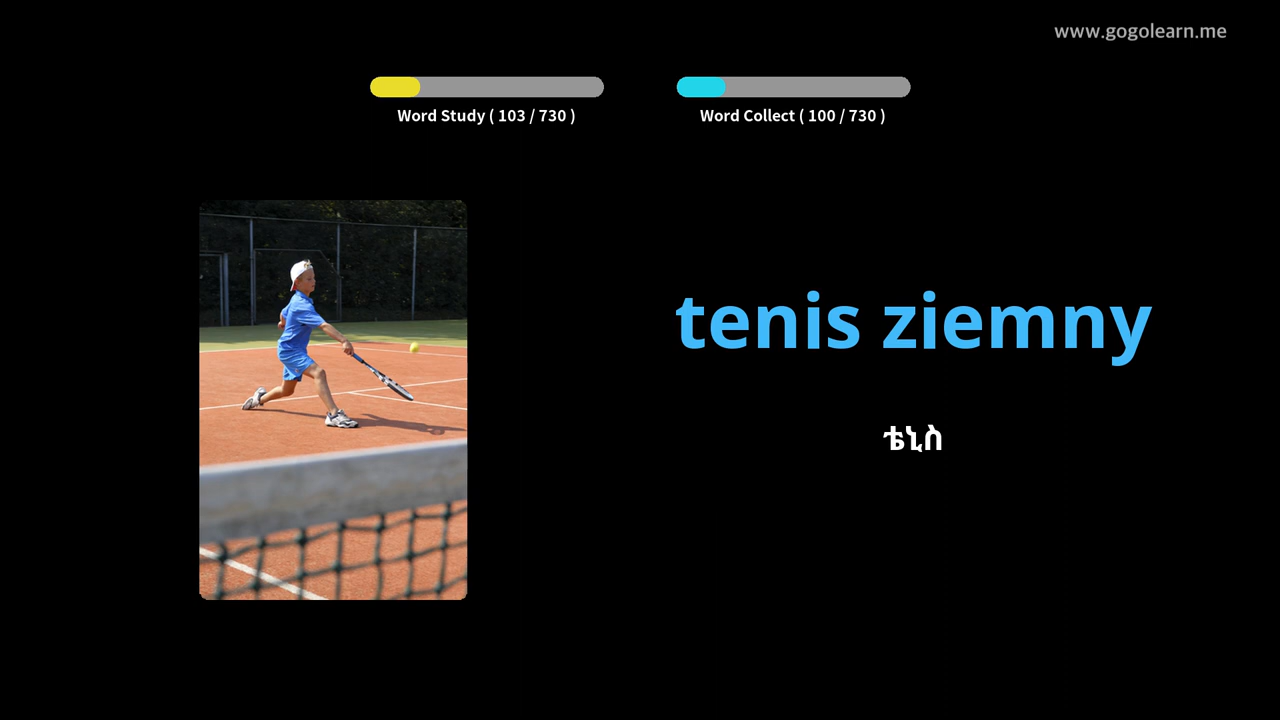 www.gogolearn.me
Word Study ( 103 / 730 )
Word Collect ( 100 / 730 )
tenis ziemny
ቴኒስ